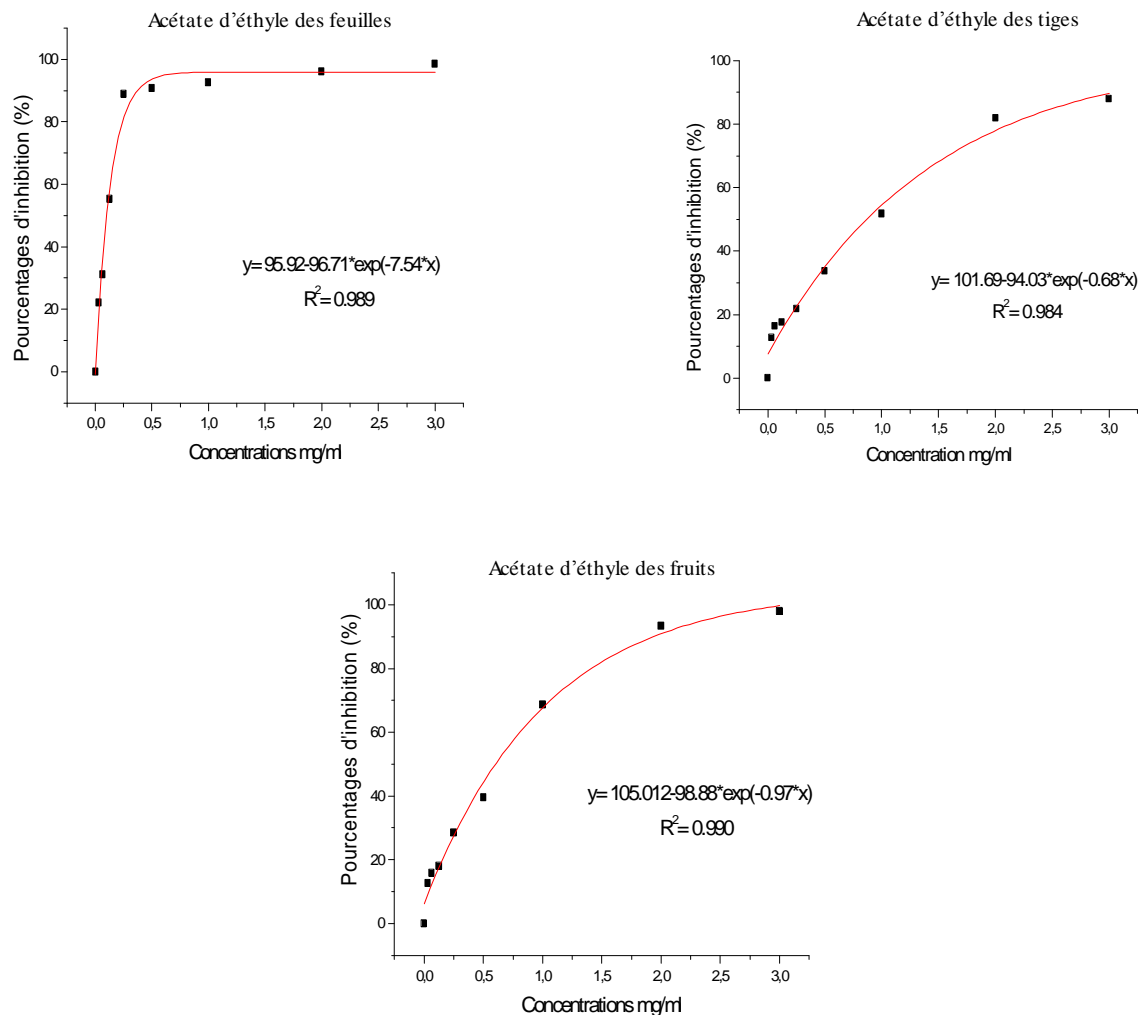 Acétate d'éthyle des feuilles
Pourcentages d'inhibition (%)
100
80
60
40
20
0
y= 95.92-96.71*exp(-7.54*x)
R²= 0.989
0,0 0,5 1,0 1,5 2,0 2,5 3,0
Concentrations mg/ml
Acétate d'éthyle des tiges
Pourcentages d'inhibition (%)
100
80
60
40
20
0
y= 101.69-94.03*exp(-0.68*x)
R²= 0.984
0,0 0,5 1,0 1,5 2,0 2,5 3,0
Concentration mg/ml
Acétate d'éthyle des fruits
Pourcentages d'inhibition (%)
100
80
60
40
20
0
y= 105.012-98.88*exp(-0.97*x)
R²= 0.990
0,0 0,5 1,0 1,5 2,0 2,5 3,0
Concentrations mg/ml